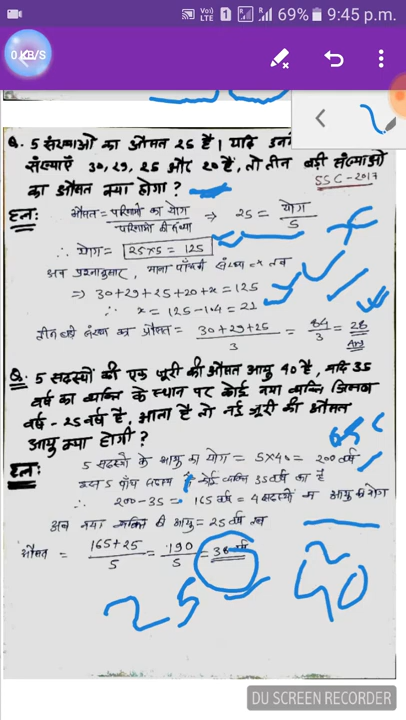 69% 9:45 p.m.
0 KB/S
Q. 5 संख्याओ का औसत 25 है। यदि उनमें
संख्याएँ 30, 29, 25 और 20 है, तो तीन बड़ी संख्याओ
का औसत क्या होगा ?
SSC-2017
हल:
औसत = परिणामो का योग / परिणामो की संख्या ⇒ 25 = योग / 5
∴ योग = 25×5 = 125
अब प्रश्नानुसार, माना पाँचवी संख्या = x तब
⇒ 30+29+25+20+x = 125
∴ x = 125-104 = 21
तीन बड़ी संख्या का औसत = 30+29+25 / 3 = 84 / 3 = 28 Ans
Q. 5 सदस्यो की एक जूरी की औसत आयु 40 है, यदि 35
वर्ष का व्यक्ति के स्थान पर कोई नया व्यक्ति जिसका
वर्ष - 25 वर्ष है, आता है तो नई जूरी की औसत
आयु क्या होगी ?
हल:
5 सदस्यो के आयु का योग = 5×40 = 200 वर्ष
5 कोई व्यक्ति 35 वर्ष का है
∴ 200-35 = 165 वर्ष = 4 सदस्यो का आयु का योग
अब नया व्यक्ति की आयु = 25 वर्ष तब
औसत = 165+25 / 5 = 190 / 5 = 38 वर्ष
25
40
DU SCREEN RECORDER